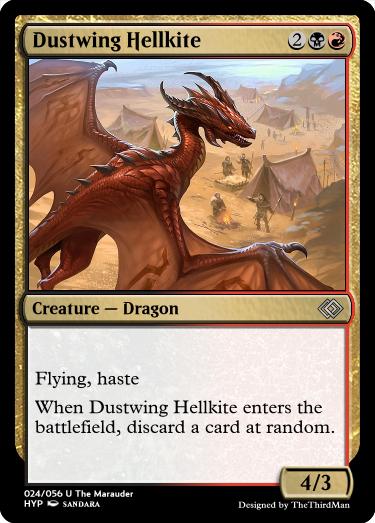 Dustwing Hellkite 2
Creature — Dragon
Flying, haste
When Dustwing Hellkite enters the
battlefield, discard a card at random.
4/3
024/056 U The Marauder
HYP SANDARA
Designed by TheThirdMan